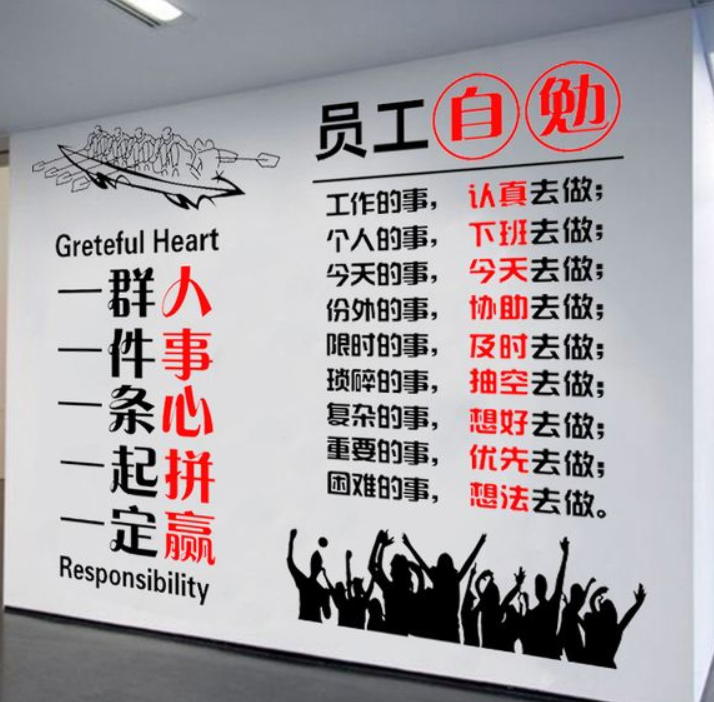 Greteful Heart
一群人
一件事
一条心
一起拼
一定赢
Responsibility
员工自勉
工作的事，认真去做；
个人的事，下班去做；
今天的事，今天去做；
份外的事，协助去做；
限时的事，及时去做；
琐碎的事，抽空去做；
复杂的事，想好去做；
重要的事，优先去做；
困难的事，想法去做。